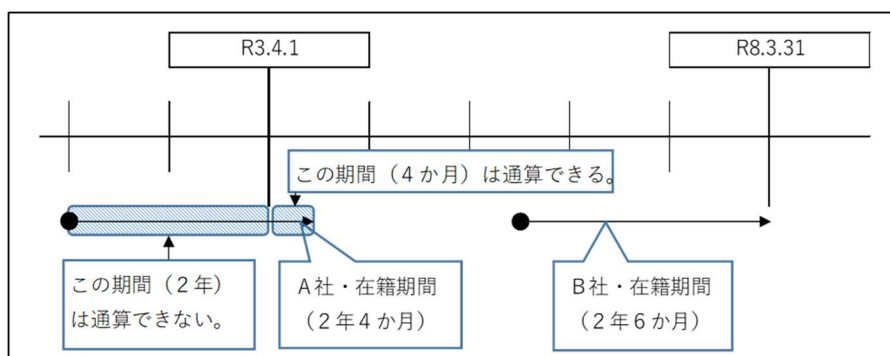 R3.4.1
R8.3.31
この期間（４か月）は通算できる。
この期間（２年）
は通算できない。
Ａ社・在籍期間
（２年４か月）
Ｂ社・在籍期間
（２年６か月）